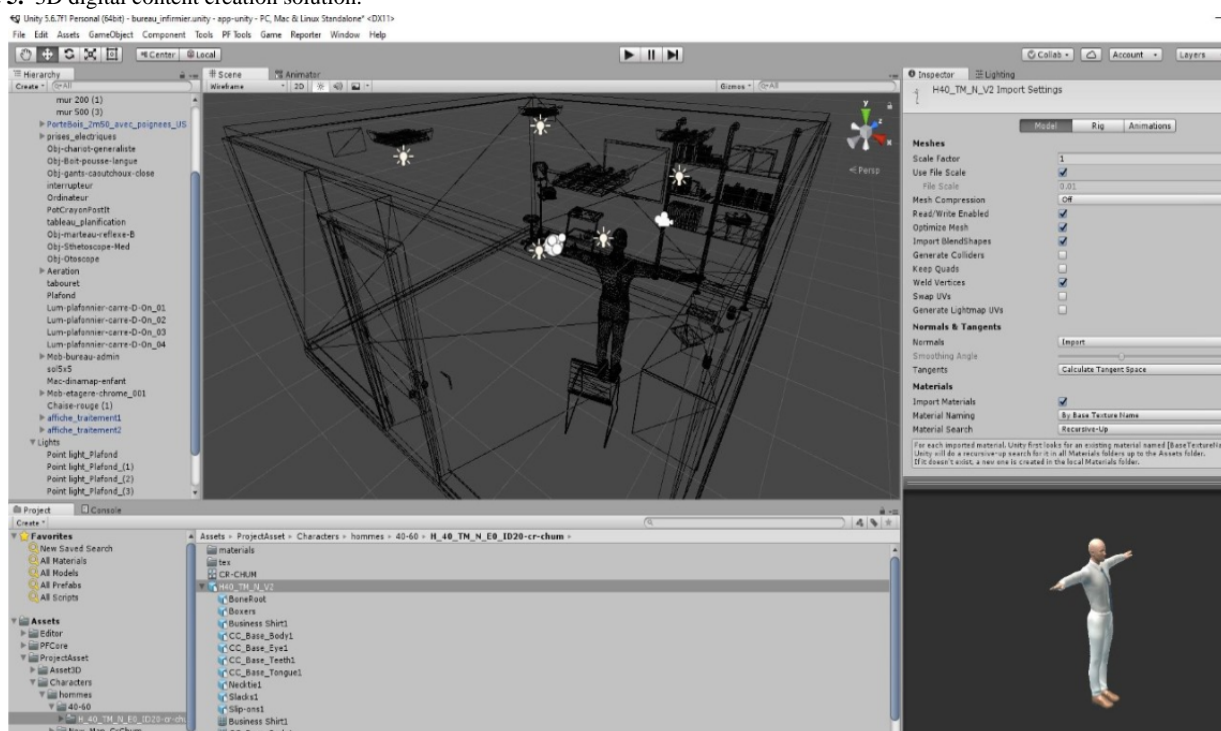 3D digital content creation solution.
Unity 5.6.7f1 Personal (64bit) - bureau_infirmier.unity - app-unity - PC, Mac & Linux Standalone* <DX11>
File Edit Assets GameObject Component Tools PF Tools Game Reporter Window Help
Center Local Collab Account Layers
Hierarchy
Create All
mur 200 (1)
mur 500 (3)
PorteBois_2m50_avec_poignees_US
prises_electriques
Obj-chariot-generaliste
Obj-Boit-pousse-langue
Obj-gants-caoutchoux-close
interrupteur
Ordinateur
PotCrayonPostIt
tableau_planification
Obj-marteau-reflexe-B
Obj-Sthetoscope-Med
Obj-Otoscope
Aeration
tabouret
Plafond
Lum-plafonnier-carre-D-On_01
Lum-plafonnier-carre-D-On_02
Lum-plafonnier-carre-D-On_03
Lum-plafonnier-carre-D-On_04
Mob-bureau-admin
sol5x5
Mac-dinamap-enfant
Mob-etagere-chrome_001
Chaise-rouge (1)
affiche_traitement1
affiche_traitement2
Lights
Point light_Plafond
Point light_Plafond_(1)
Point light_Plafond_(2)
Point light_Plafond_(3)
Scene Animator
Wireframe 2D Gizmos All
y
x
z
Persp
Inspector Lighting
H40_TM_N_V2 Import Settings
Model Rig Animations
Meshes
Scale Factor 1
Use File Scale
File Scale 0.01
Mesh Compression Off
Read/Write Enabled
Optimize Mesh
Import BlendShapes
Generate Colliders
Keep Quads
Weld Vertices
Swap UVs
Generate Lightmap UVs
Normals & Tangents
Normals Import
Smoothing Angle
Tangents Calculate Tangent Space
Materials
Import Materials
Material Naming By Base Texture Name
Material Search Recursive-Up
For each imported material, Unity first looks for an existing material named [BaseTextureNa
Unity will do a recursive-up search for it in all Materials folders up to the Assets folder.
If it doesn't exist, a new one is created in the local Materials folder.
Project Console
Create
Favorites
New Saved Search
All Materials
All Models
All Prefabs
All Scripts
Assets
Editor
PFCore
ProjectAsset
Asset3D
Characters
hommes
40-60
H_40_TM_N_E0_ID20-cr-chu
New_Man_CrChum
Assets ProjectAsset Characters hommes 40-60 H_40_TM_N_E0_ID20-cr-chum
materials
tex
CR-CHUM
H40_TM_N_V2
BoneRoot
Boxers
Business Shirt1
CC_Base_Body1
CC_Base_Eye1
CC_Base_Teeth1
CC_Base_Tongue1
Necktie1
Slacks1
Slip-ons1
Business Shirt1